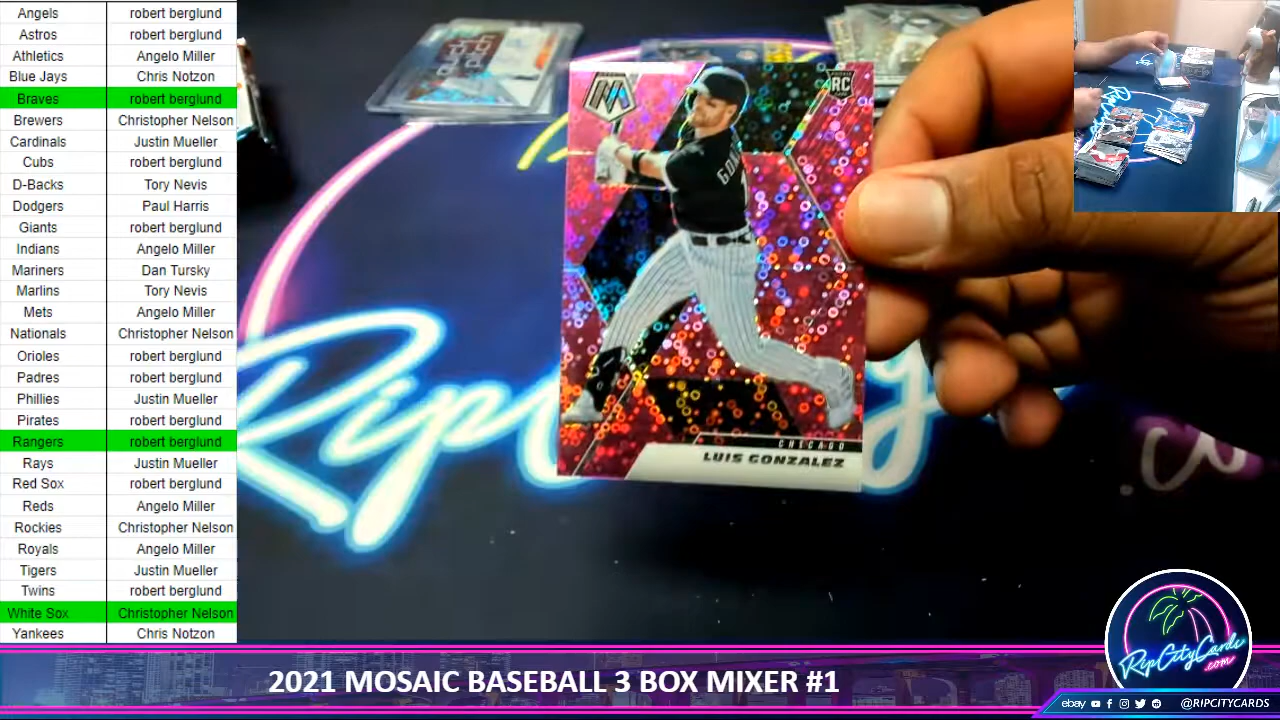 Angels robert berglund
Astros robert berglund
Athletics Angelo Miller
Blue Jays Chris Notzon
Braves robert berglund
Brewers Christopher Nelson
Cardinals Justin Mueller
Cubs robert berglund
D-Backs Tory Nevis
Dodgers Paul Harris
Giants robert berglund
Indians Angelo Miller
Mariners Dan Tursky
Marlins Tory Nevis
Mets Angelo Miller
Nationals Christopher Nelson
Orioles robert berglund
Padres robert berglund
Phillies Justin Mueller
Pirates robert berglund
Rangers robert berglund
Rays Justin Mueller
Red Sox robert berglund
Reds Angelo Miller
Rockies Christopher Nelson
Royals Angelo Miller
Tigers Justin Mueller
Twins robert berglund
White Sox Christopher Nelson
Yankees Chris Notzon
M
RC
CHICAGO
LUIS GONZALEZ
RipCityCards
.com
2021 MOSAIC BASEBALL 3 BOX MIXER #1
ebay
@RIPCITYCARDS